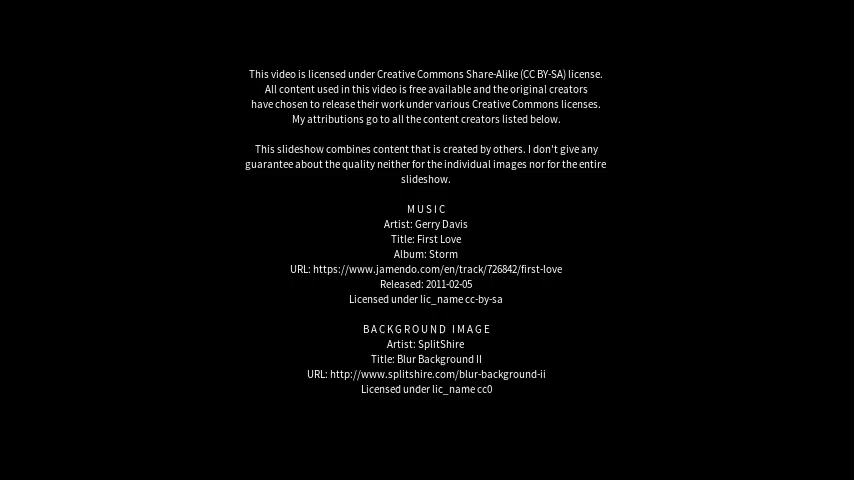 This video is licensed under Creative Commons Share-Alike (CC BY-SA) license.
All content used in this video is free available and the original creators
have chosen to release their work under various Creative Commons licenses.
My attributions go to all the content creators listed below.
This slideshow combines content that is created by others. I don't give any
guarantee about the quality neither for the individual images nor for the entire
slideshow.
MUSIC
Artist: Gerry Davis
Title: First Love
Album: Storm
URL: https://www.jamendo.com/en/track/726842/first-love
Released: 2011-02-05
Licensed under lic_name cc-by-sa
BACKGROUND IMAGE
Artist: SplitShire
Title: Blur Background II
URL: http://www.splitshire.com/blur-background-ii
Licensed under lic_name cc0